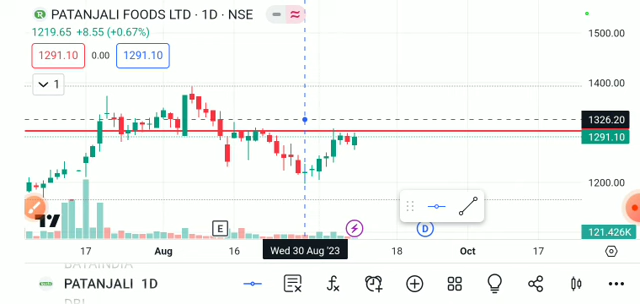 PATANJALI FOODS LTD · 1D · NSE
1219.65 +8.55 (+0.67%)
1291.10 0.00 1291.10
1
1500.00
1400.00
1326.20
1291.10
1200.00
121.426K
E D
17 Aug 16 Wed 30 Aug '23 18 Oct 17
PATANJALI 1D